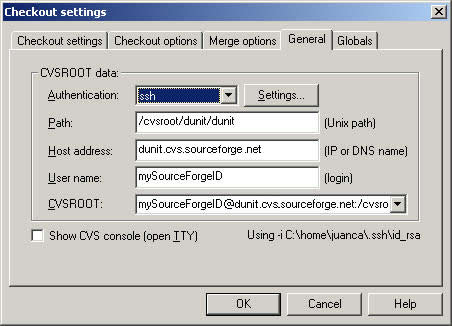 Checkout settings
Checkout settings Checkout options Merge options General Globals
CVSROOT data:
Authentication: ssh Settings...
Path: /cvsroot/dunit/dunit (Unix path)
Host address: dunit.cvs.sourceforge.net (IP or DNS name)
User name: mySourceForgeID (login)
CVSROOT: mySourceForgeID@dunit.cvs.sourceforge.net:/cvsro
Show CVS console (open TTY) Using -i C:\home\juanca\.ssh\id_rsa
OK Cancel Help